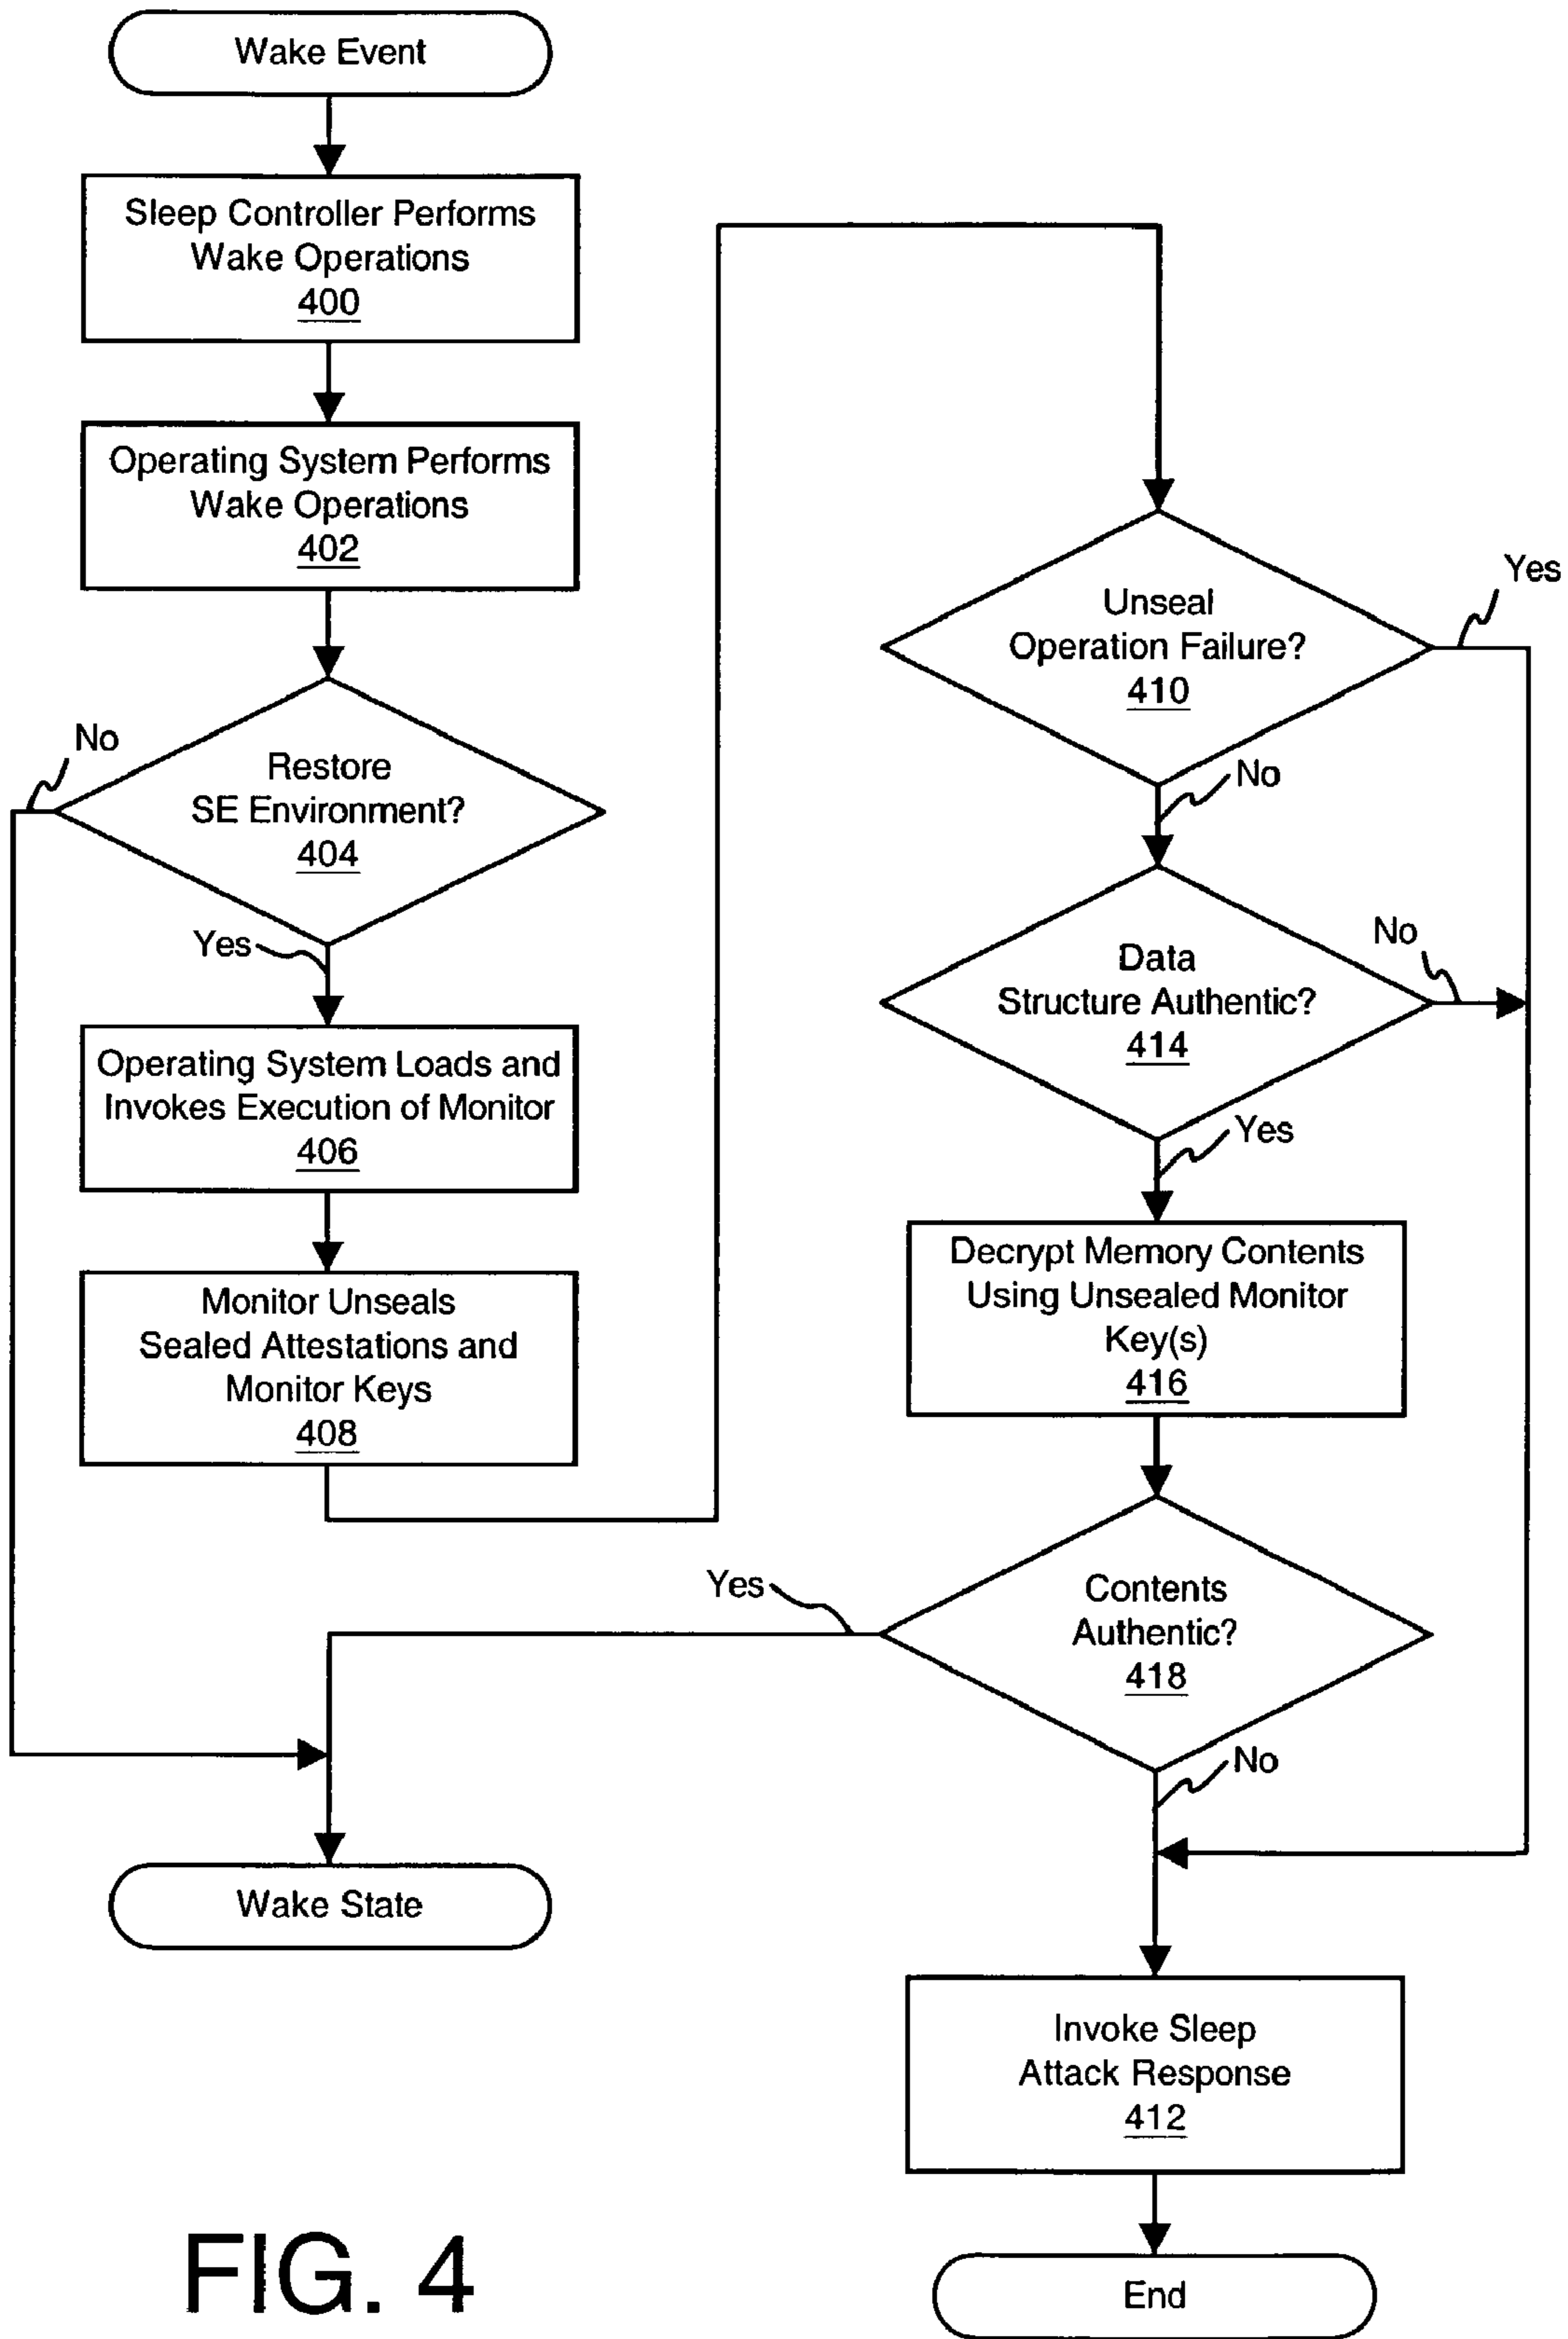 Wake Event
Sleep Controller Performs
Wake Operations
400
Operating System Performs
Wake Operations
402
No
Restore
SE Environment?
404
Yes
Operating System Loads and
Invokes Execution of Monitor
406
Monitor Unseals
Sealed Attestations and
Monitor Keys
408
Unseal
Operation Failure?
410
Yes
No
Data
Structure Authentic?
414
No
Yes
Decrypt Memory Contents
Using Unsealed Monitor
Key(s)
416
Contents
Authentic?
418
Yes
No
Wake State
Invoke Sleep
Attack Response
412
End
FIG. 4